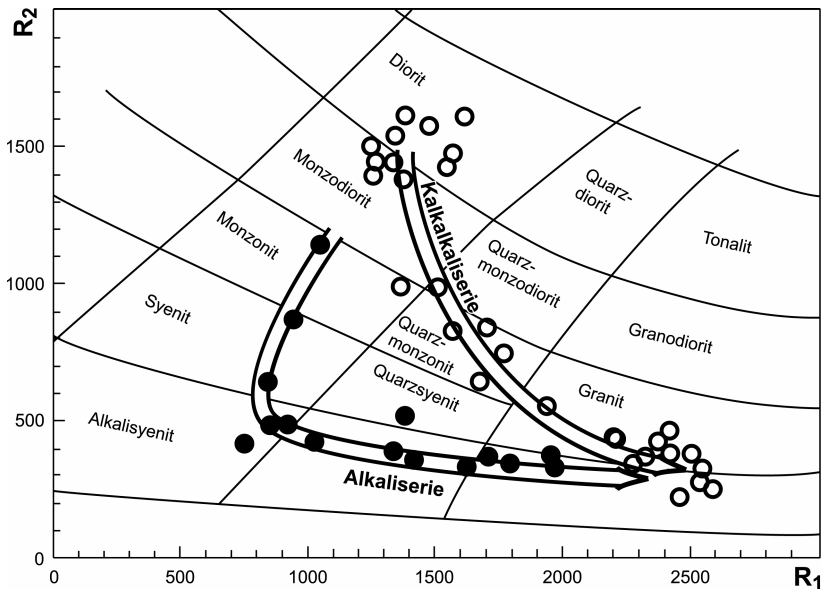 R2
Diorit
1500
Monzodiorit
Quarz-
diorit
Kalkalkaliserie
Monzonit
Quarz-
monzodiorit
Tonalit
1000
Syenit
Quarz-
monzonit
Granodiorit
Quarzsyenit
Granit
500
Alkalisyenit
Alkaliserie
0
0
500
1000
1500
2000
2500
R1